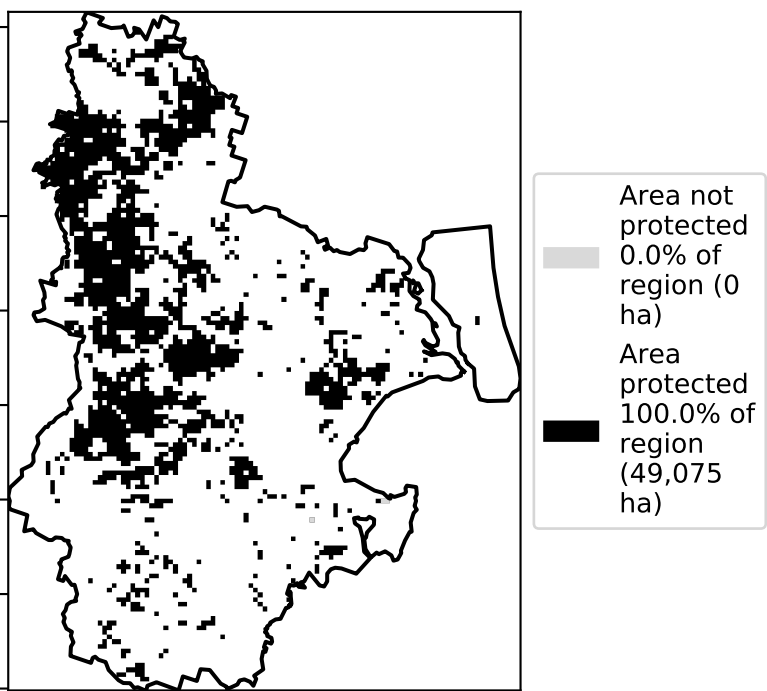 Area not
protected
0.0% of
region (0
ha)
Area
protected
100.0% of
region
(49,075
ha)